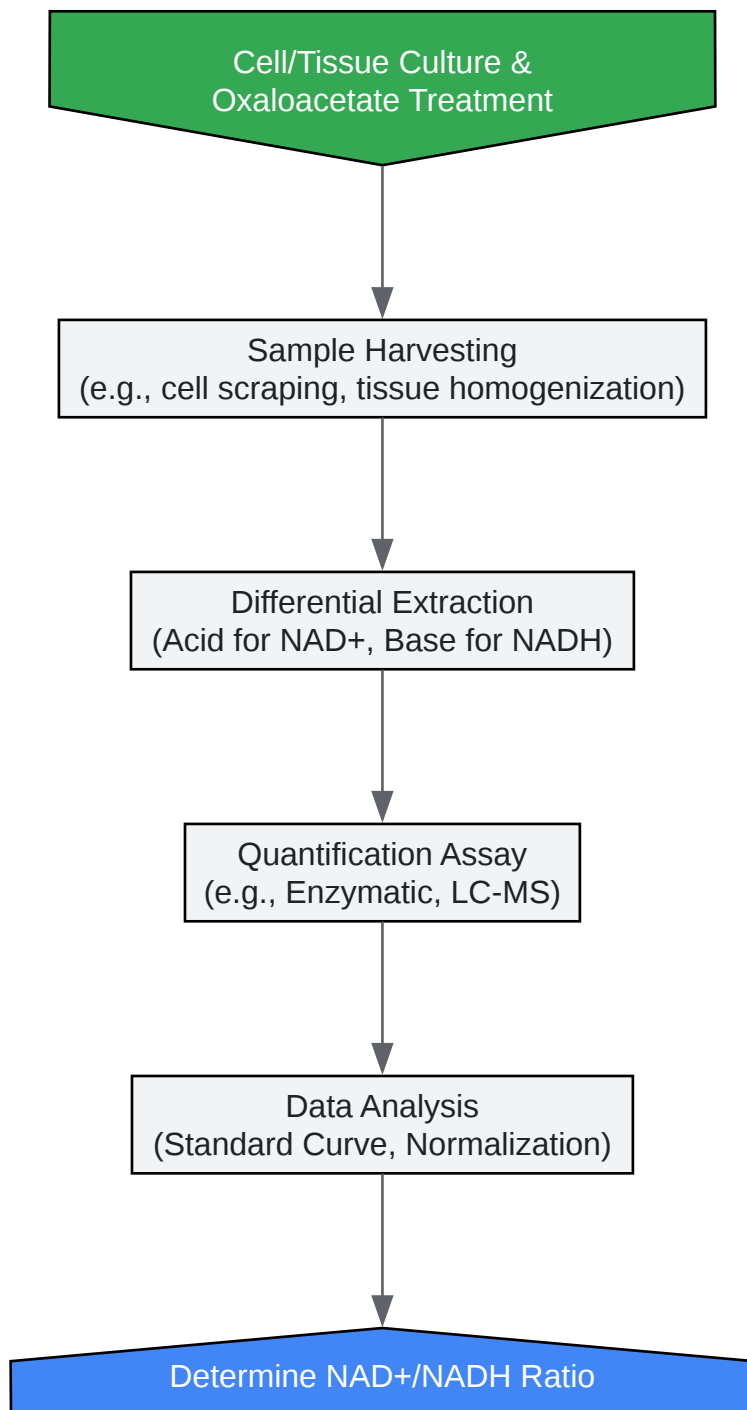 Cell/Tissue Culture &
Oxaloacetate Treatment
Sample Harvesting
(e.g., cell scraping, tissue homogenization)
Differential Extraction
(Acid for NAD+, Base for NADH)
Quantification Assay
(e.g., Enzymatic, LC-MS)
Data Analysis
(Standard Curve, Normalization)
Determine NAD+/NADH Ratio